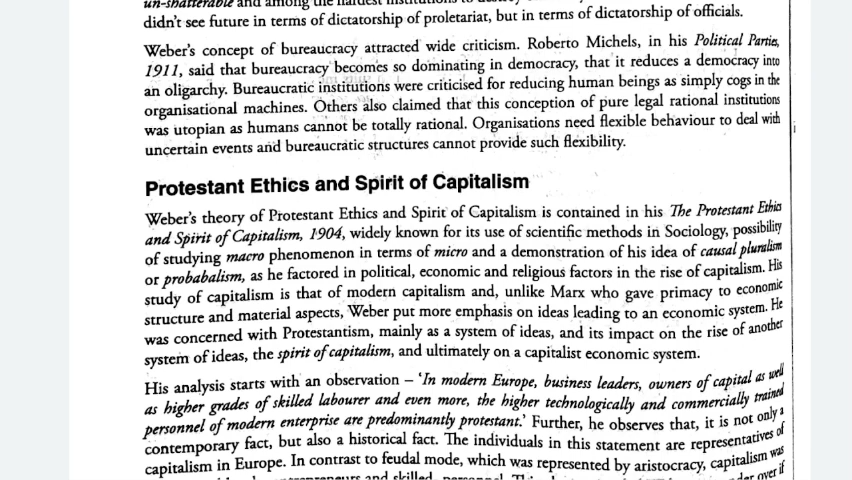 un-shatterable and among the hardest institutions to
didn't see future in terms of dictatorship of proletariat, but in terms of dictatorship of officials.
Weber's concept of bureaucracy attracted wide criticism. Roberto Michels, in his Political Partie,
1911, said that bureaucracy becomes so dominating in democracy, that it reduces a democracy into
an oligarchy. Bureaucratic institutions were criticised for reducing human beings as simply cogs in the
organisational machines. Others also claimed that this conception of pure legal rational institutions
was utopian as humans cannot be totally rational. Organisations need flexible behaviour to deal with
uncertain events and bureaucratic structures cannot provide such flexibility.
Protestant Ethics and Spirit of Capitalism
Weber's theory of Protestant Ethics and Spirit of Capitalism is contained in his The Protestant Ethics
and Spirit of Capitalism, 1904, widely known for its use of scientific methods in Sociology, possibility
of studying macro phenomenon in terms of micro and a demonstration of his idea of causal pluralism
or probabalism, as he factored in political, economic and religious factors in the rise of capitalism. His
study of capitalism is that of modern capitalism and, unlike Marx who gave primacy to economic
structure and material aspects, Weber put more emphasis on ideas leading to an economic system. He
was concerned with Protestantism, mainly as a system of ideas, and its impact on the rise of another
system of ideas, the spirit of capitalism, and ultimately on a capitalist economic system.
His analysis starts with an observation – 'In modern Europe, business leaders, owners of capital as well
as higher grades of skilled labourer and even more, the higher technologically and commercially trained
personnel of modern enterprise are predominantly protestant.' Further, he observes that, it is not only a
contemporary fact, but also a historical fact. The individuals in this statement are representatives of
capitalism in Europe. In contrast to feudal mode, which was represented by aristocracy, capitalism was
and skilled over if